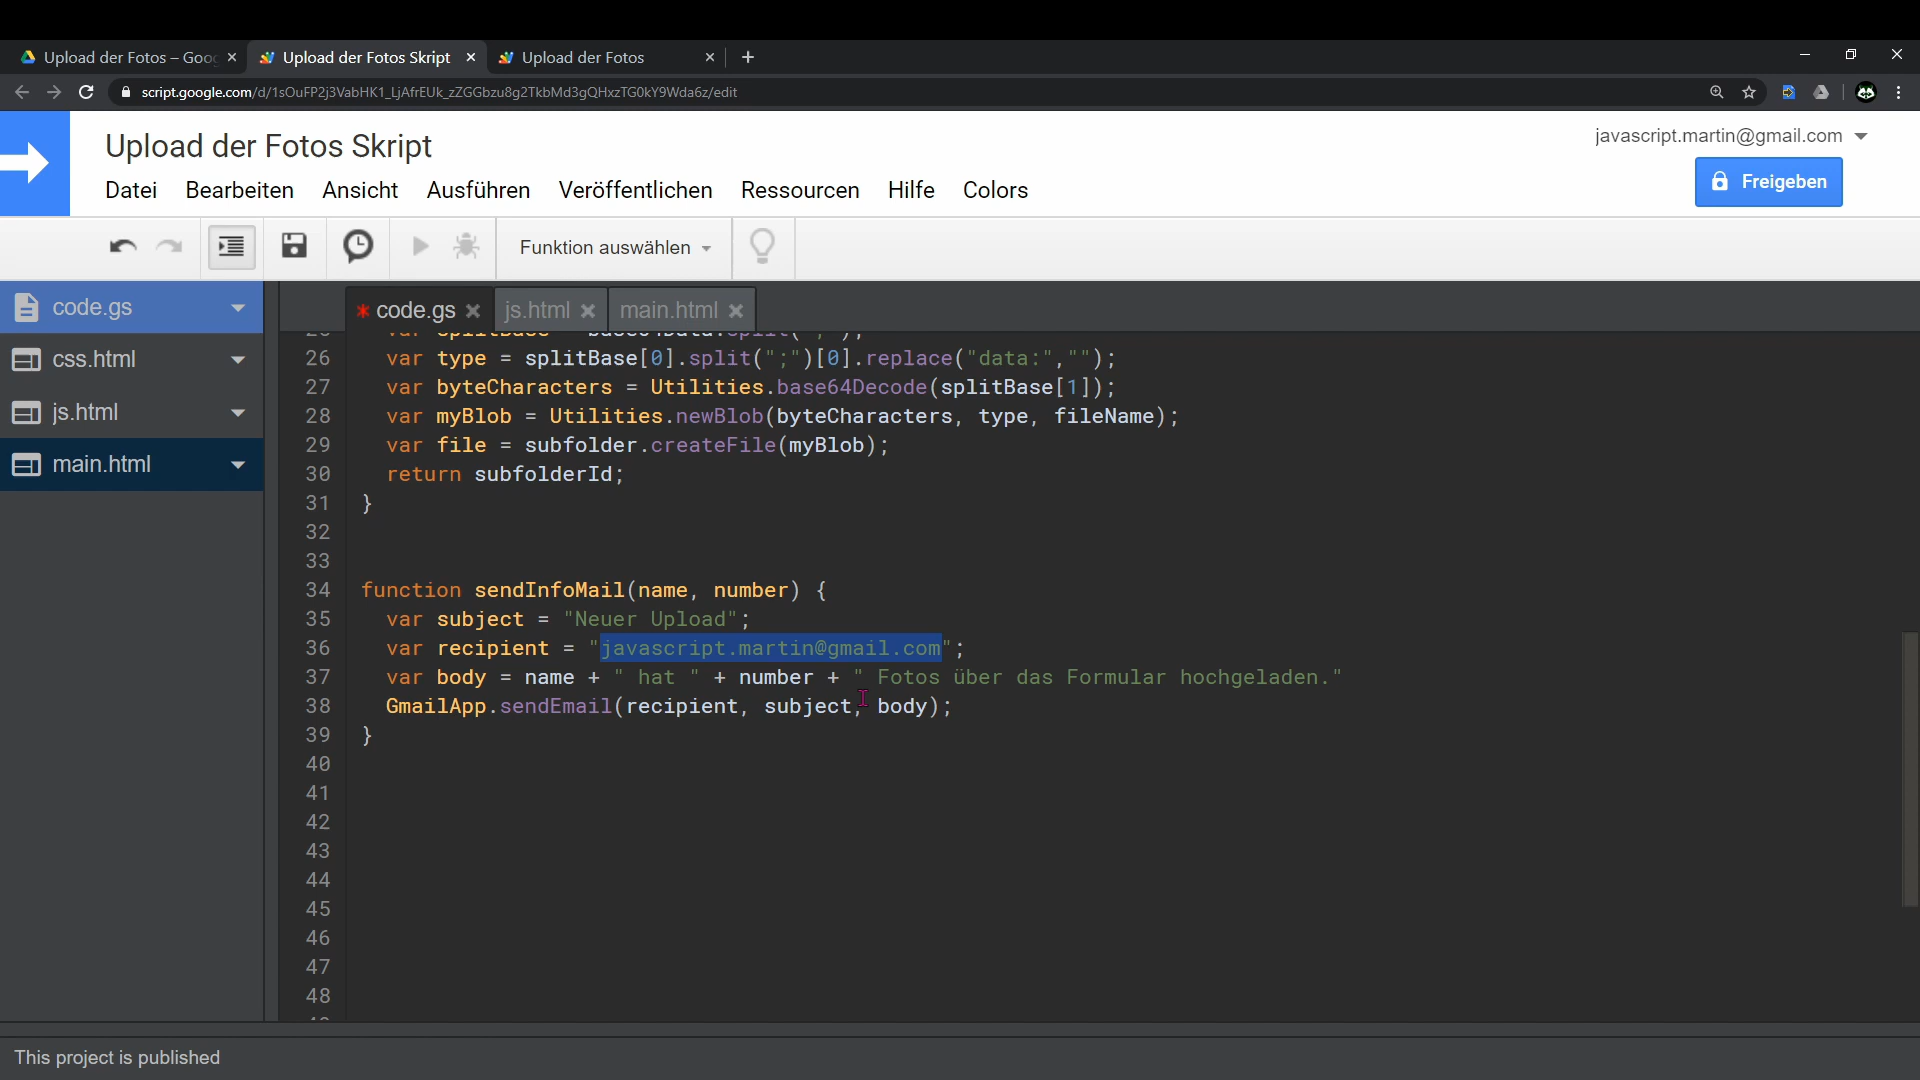 Upload der Fotos – Goo
Upload der Fotos Skript
Upload der Fotos
script.google.com/d/1sOuFP2j3VabHK1_LjAfrEUk_zZGGbzu8g2TkbMd3gQHxzTG0kY9Wda6z/edit
Upload der Fotos Skript
javascript.martin@gmail.com
Datei Bearbeiten Ansicht Ausführen Veröffentlichen Ressourcen Hilfe Colors
Freigeben
Funktion auswählen
code.gs
css.html
js.html
main.html
* code.gs js.html main.html
26 var type = splitBase[0].split(";")[0].replace("data:","");
27 var byteCharacters = Utilities.base64Decode(splitBase[1]);
28 var myBlob = Utilities.newBlob(byteCharacters, type, fileName);
29 var file = subfolder.createFile(myBlob);
30 return subfolderId;
31 }
32
33
34 function sendInfoMail(name, number) {
35 var subject = "Neuer Upload";
36 var recipient = "javascript.martin@gmail.com";
37 var body = name + " hat " + number + " Fotos über das Formular hochgeladen."
38 GmailApp.sendEmail(recipient, subject, body);
39 }
40
41
42
43
44
45
46
47
48
This project is published